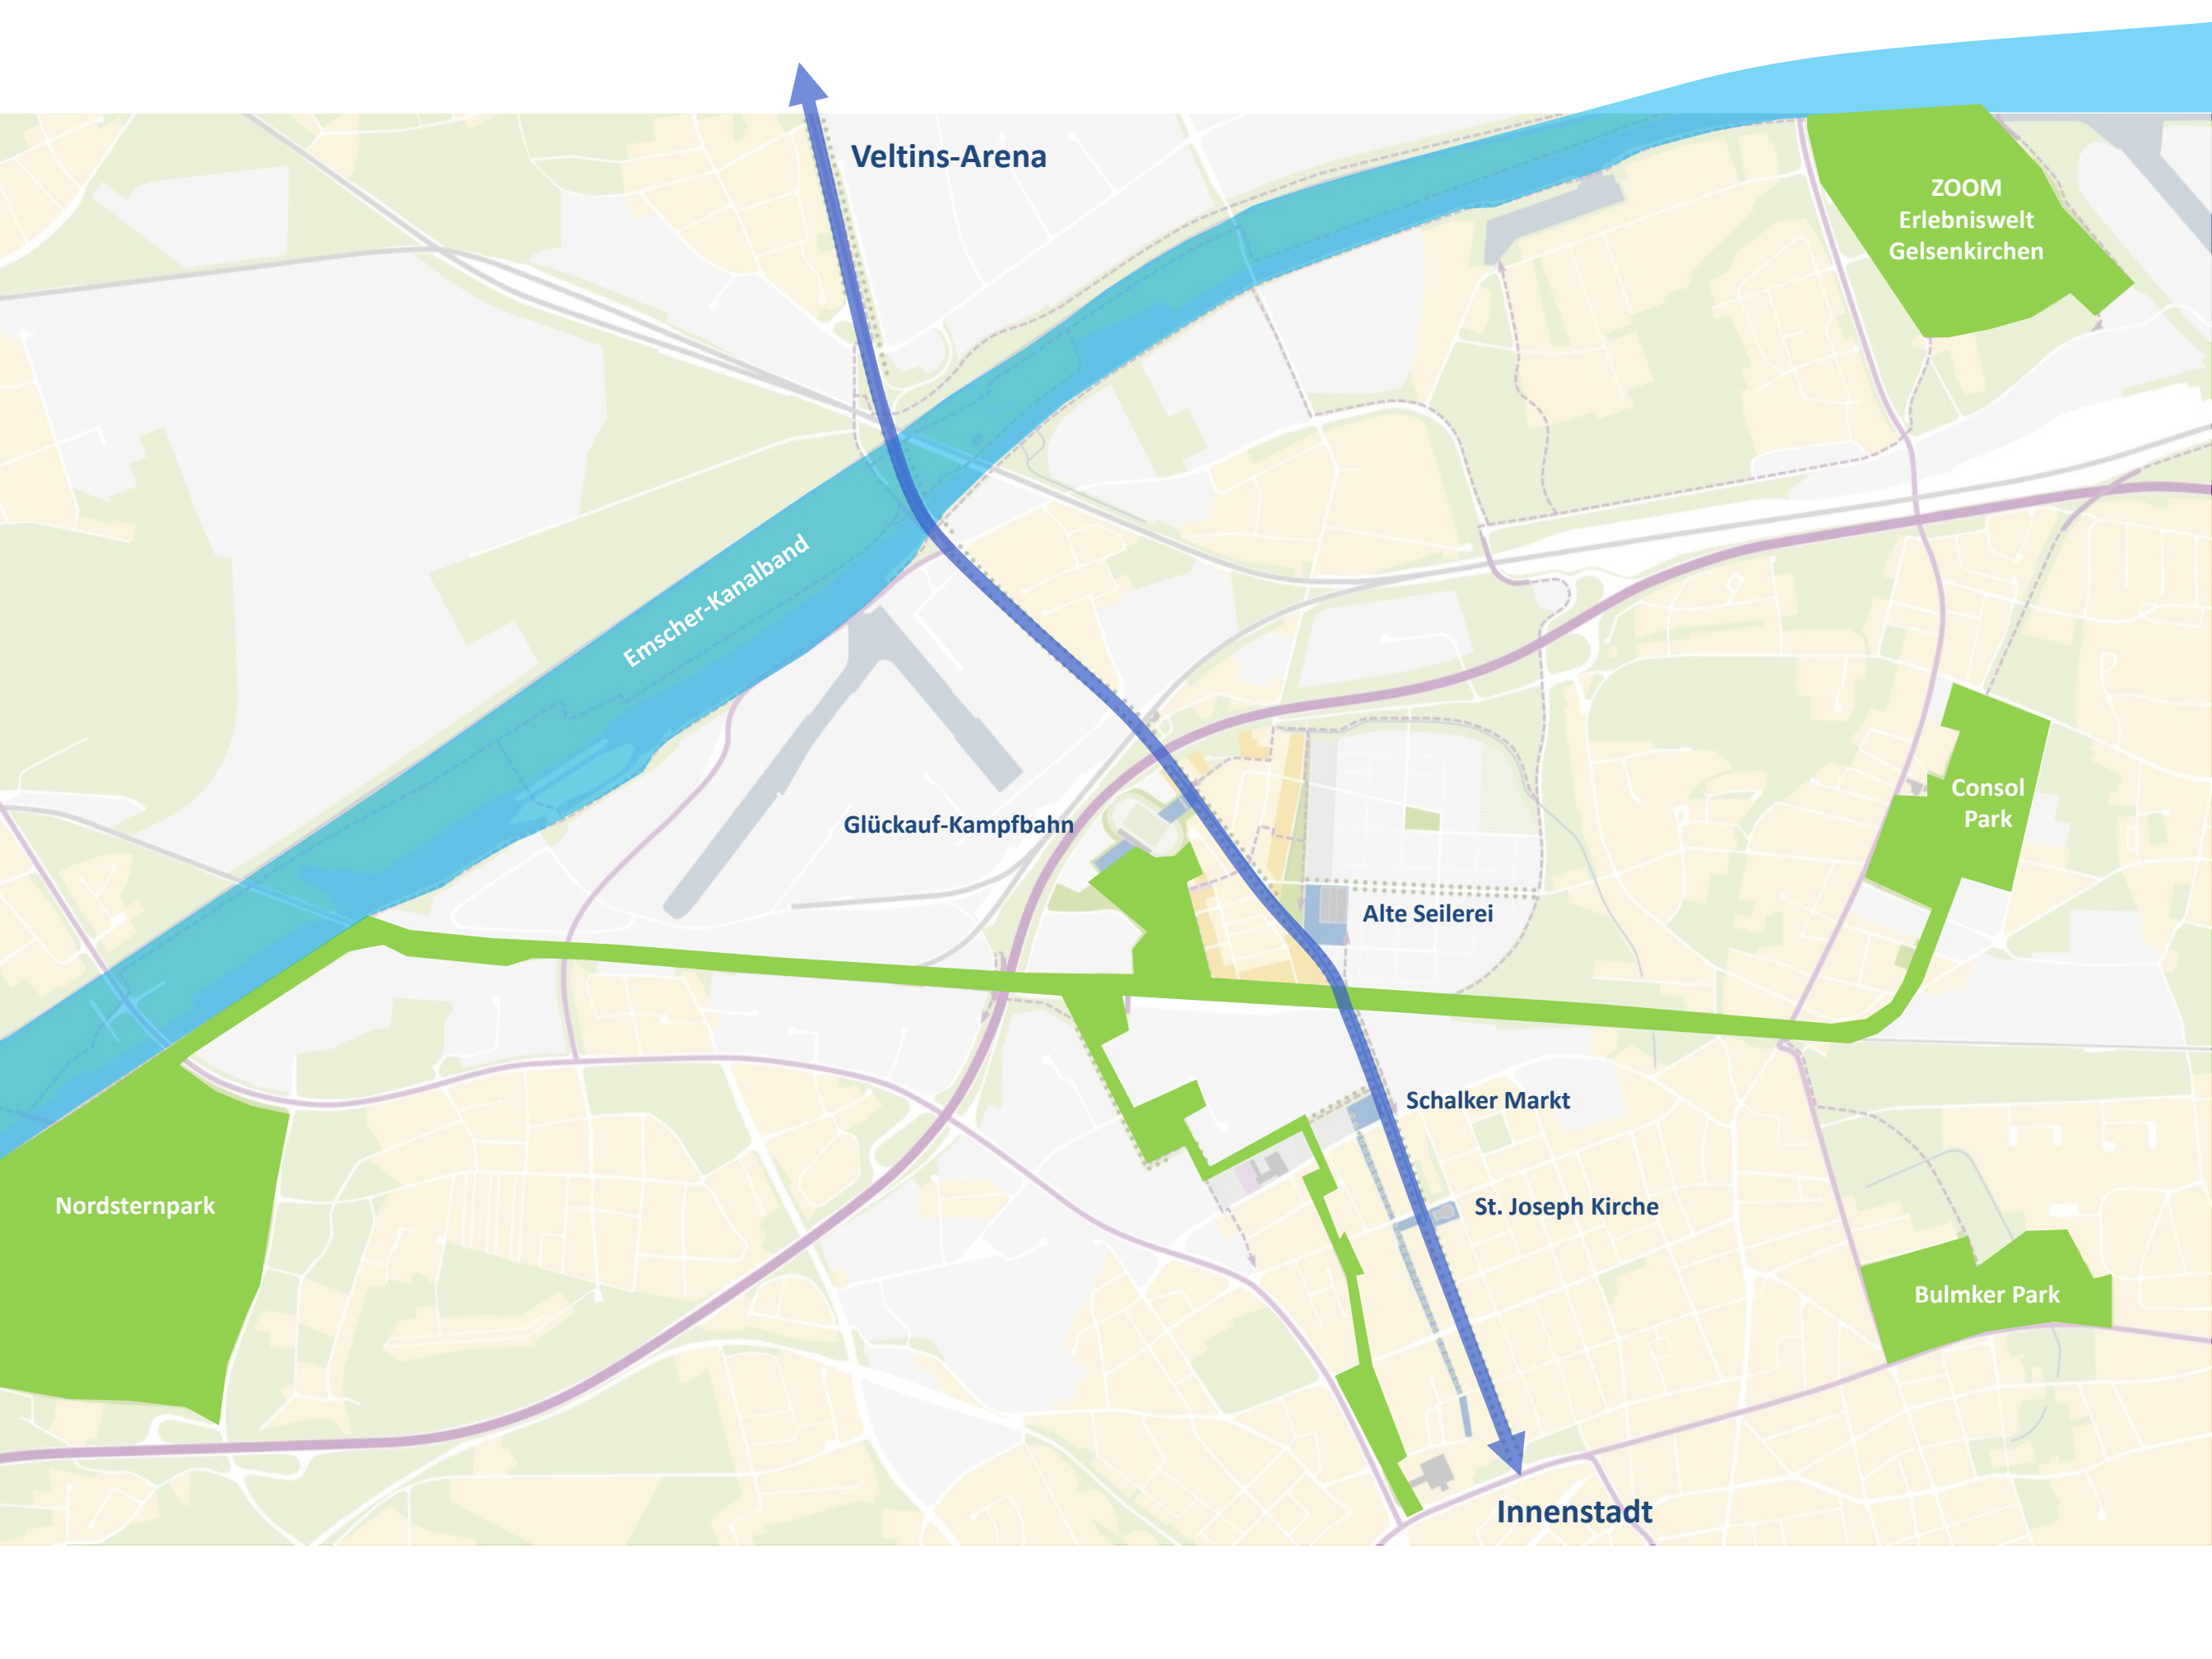 Veltins-Arena
ZOOM
Erlebniswelt
Gelsenkirchen
Emscher-Kanalband
Glückauf-Kampfbahn
Consol
Park
Alte Seilerei
Schalker Markt
Nordsternpark
St. Joseph Kirche
Bulmker Park
Innenstadt